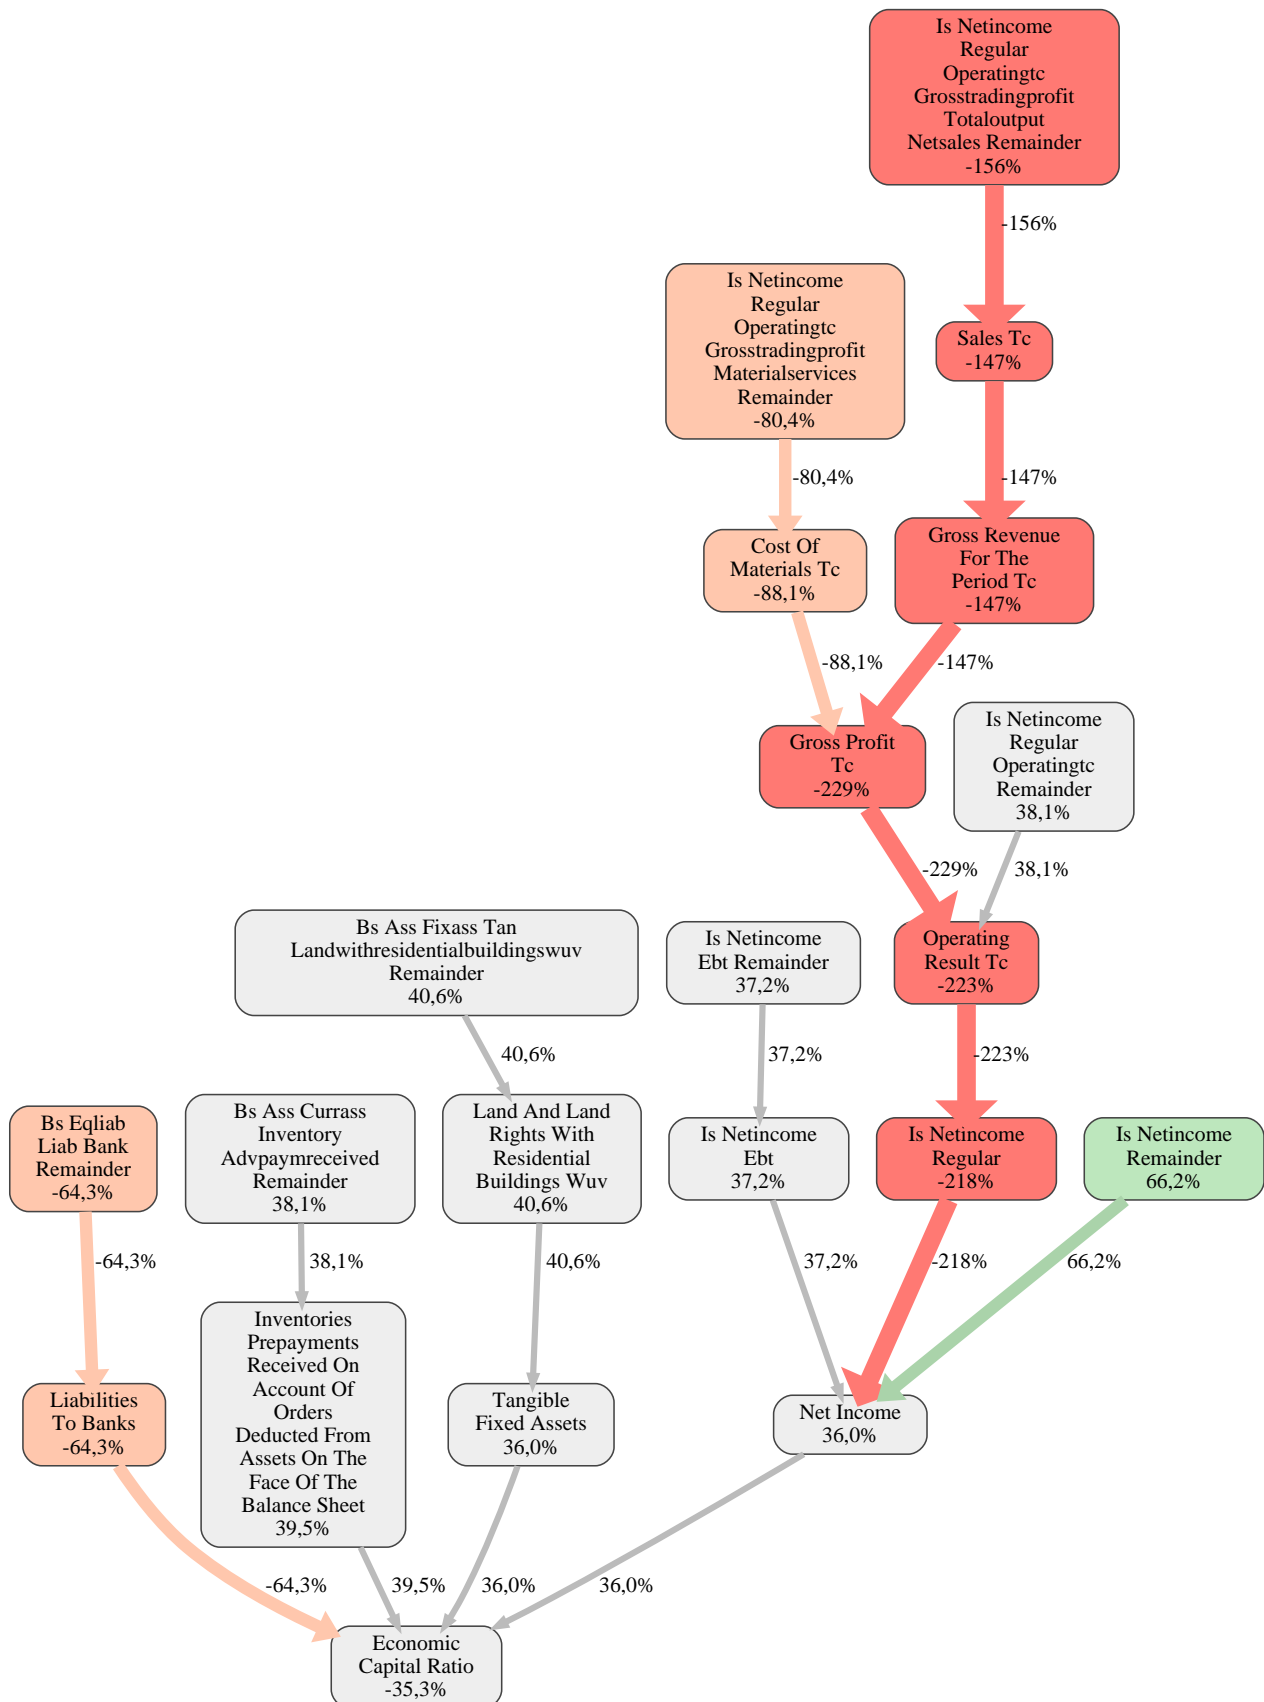 Is Netincome
Regular
Operatingtc
Grosstradingprofit
Totaloutput
Netsales Remainder
-156%
-156%
Is Netincome
Regular
Operatingtc
Grosstradingprofit
Materialservices
Remainder
-80,4%
Sales Tc
-147%
-80,4%
-147%
Cost Of
Materials Tc
-88,1%
Gross Revenue
For The
Period Tc
-147%
-88,1%
-147%
Gross Profit
Tc
-229%
Is Netincome
Regular
Operatingtc
Remainder
38,1%
-229%
38,1%
Bs Ass Fixass Tan
Landwithresidentialbuildingswuv
Remainder
40,6%
Is Netincome
Ebt Remainder
37,2%
Operating
Result Tc
-223%
40,6%
37,2%
-223%
Bs Eqliab
Liab Bank
Remainder
-64,3%
Bs Ass Currass
Inventory
Advpaymreceived
Remainder
38,1%
Land And Land
Rights With
Residential
Buildings Wuv
40,6%
Is Netincome
Ebt
37,2%
Is Netincome
Regular
-218%
Is Netincome
Remainder
66,2%
-64,3%
38,1%
40,6%
37,2%
-218%
66,2%
Liabilities
To Banks
-64,3%
Inventories
Prepayments
Received On
Account Of
Orders
Deducted From
Assets On The
Face Of The
Balance Sheet
39,5%
Tangible
Fixed Assets
36,0%
Net Income
36,0%
-64,3%
39,5%
36,0%
36,0%
Economic
Capital Ratio
-35,3%